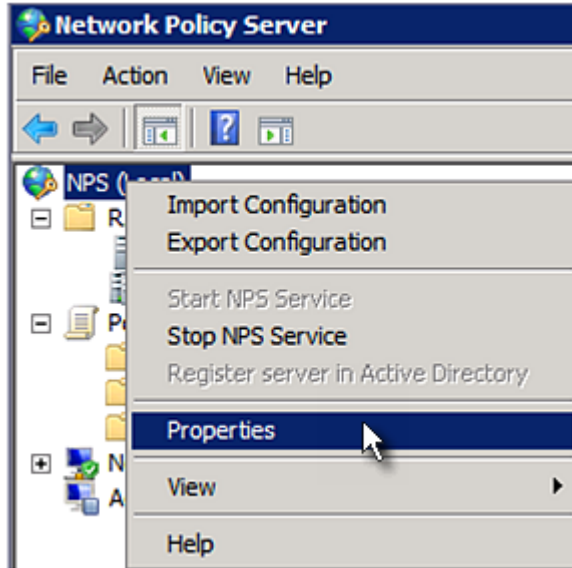 Network Policy Server
File Action View Help
NPS (Local)
Import Configuration
Export Configuration
Start NPS Service
Stop NPS Service
Register server in Active Directory
Properties
View
Help